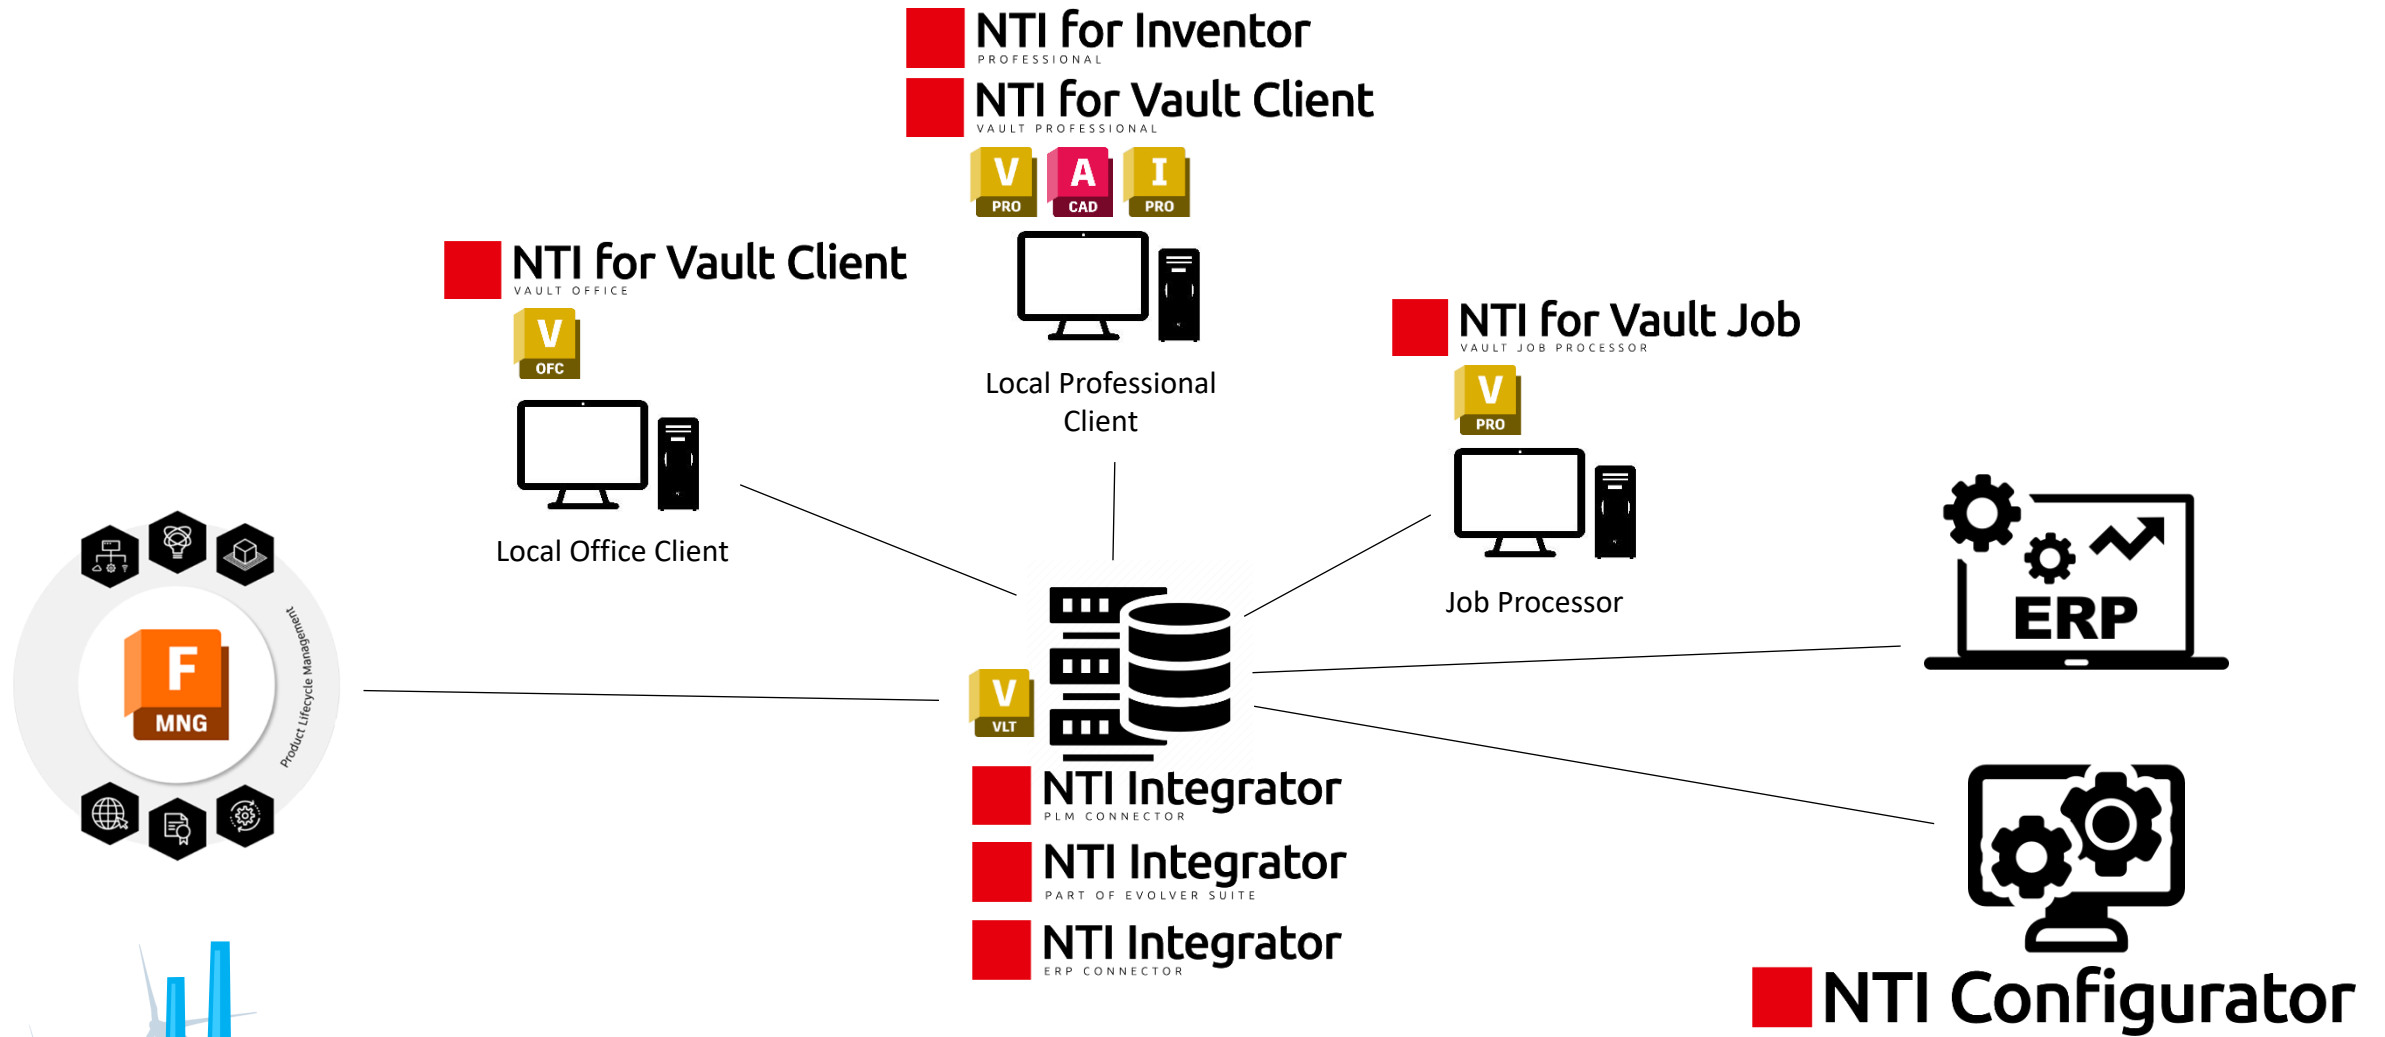 NTI for Inventor
PROFESSIONAL
NTI for Vault Client
VAULT PROFESSIONAL
V
PRO
A
CAD
I
PRO
Local Professional
Client
NTI for Vault Client
VAULT OFFICE
V
OFC
Local Office Client
NTI for Vault Job
VAULT JOB PROCESSOR
V
PRO
Job Processor
F
MNG
Product Lifecycle Management
V
VLT
ERP
NTI Integrator
PLM CONNECTOR
NTI Integrator
PART OF EVOLVER SUITE
NTI Integrator
ERP CONNECTOR
NTI Configurator